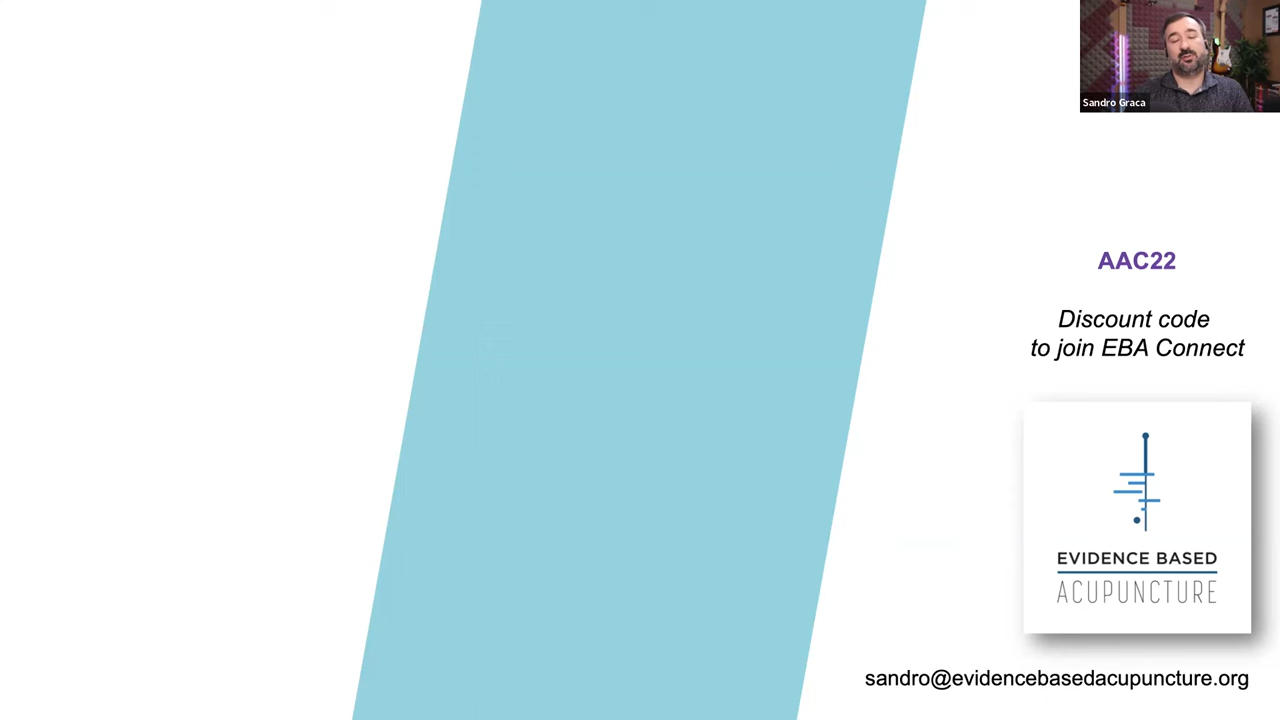 Sandro Graca
AAC22
Discount code
to join EBA Connect
EVIDENCE BASED
ACUPUNCTURE
sandro@evidencebasedacupuncture.org